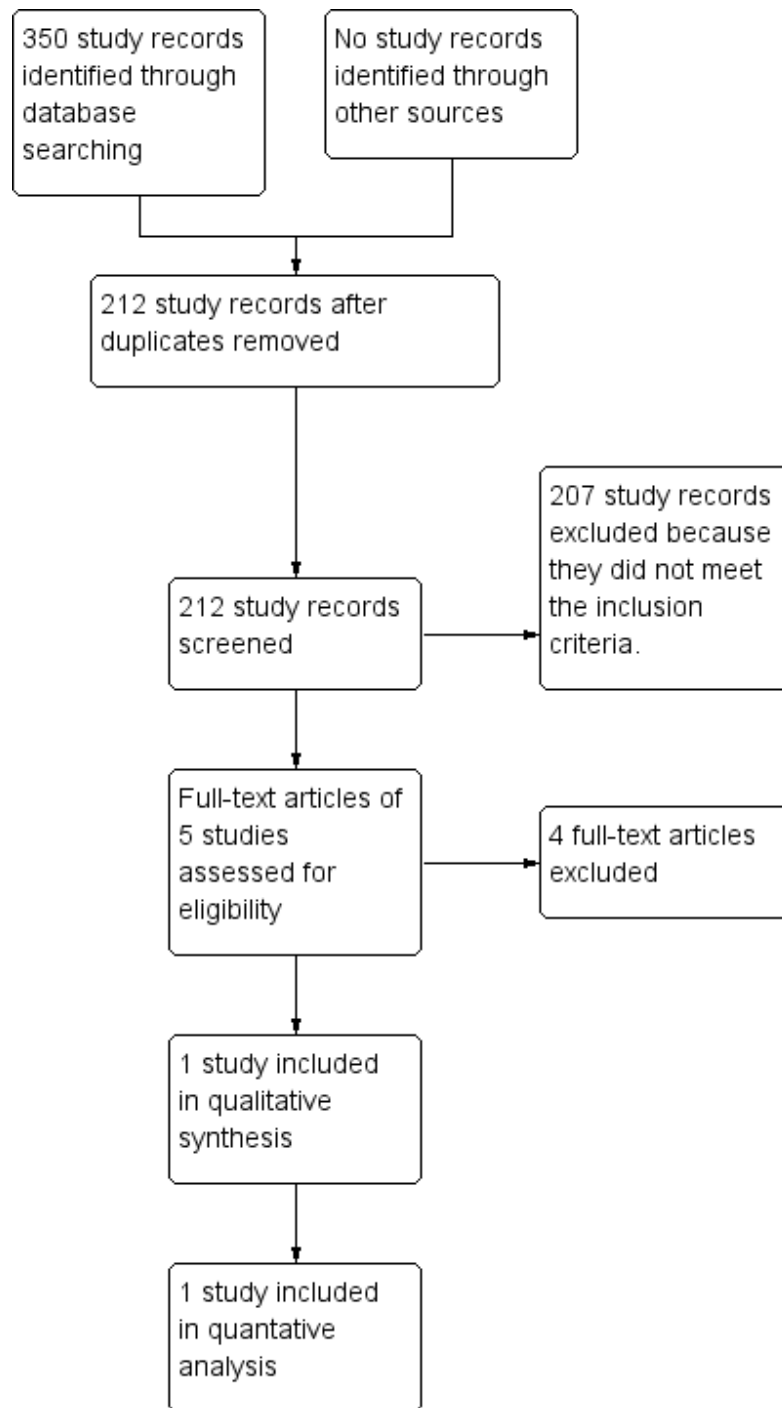 350 study records
identified through
database
searching
No study records
identified through
other sources
212 study records after
duplicates removed
207 study records
excluded because
they did not meet
the inclusion
criteria.
212 study records
screened
Full-text articles of
5 studies
assessed for
eligibility
4 full-text articles
excluded
1 study included
in qualitative
synthesis
1 study included
in quantative
analysis